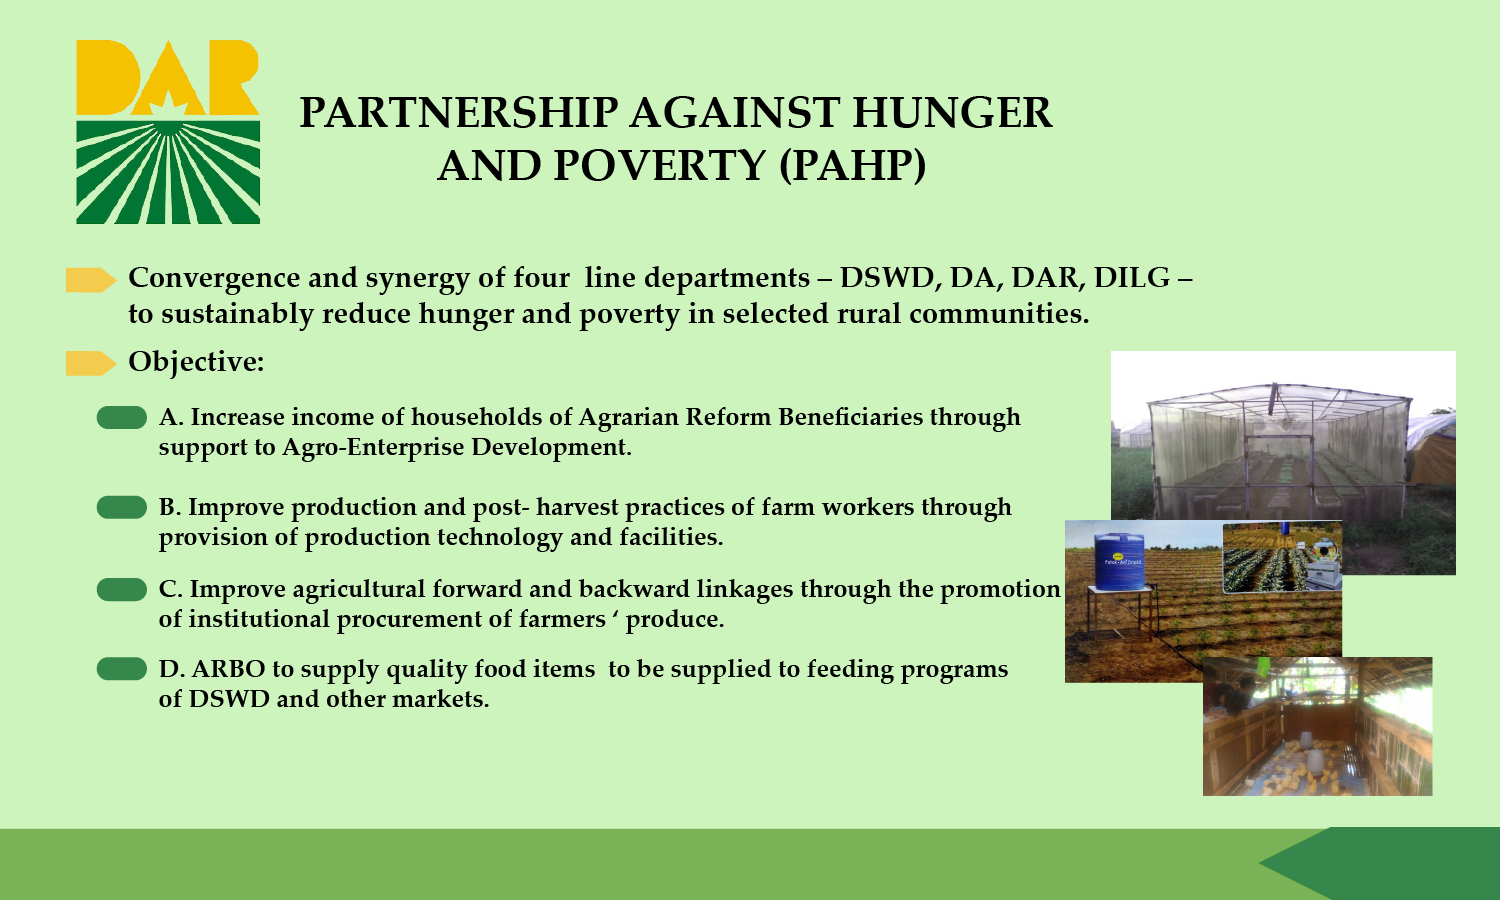 DAR
PARTNERSHIP AGAINST HUNGER
AND POVERTY (PAHP)
Convergence and synergy of four  line departments – DSWD, DA, DAR, DILG –
to sustainably reduce hunger and poverty in selected rural communities.
Objective:
A. Increase income of households of Agrarian Reform Beneficiaries through
support to Agro-Enterprise Development.
B. Improve production and post- harvest practices of farm workers through
provision of production technology and facilities.
C. Improve agricultural forward and backward linkages through the promotion
of institutional procurement of farmers ‘ produce.
D. ARBO to supply quality food items  to be supplied to feeding programs
of DSWD and other markets.